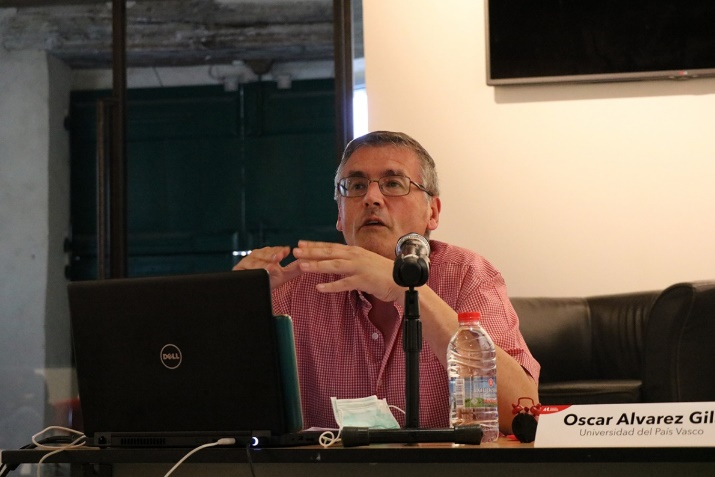 DELL
Oscar Alvarez Gil
Universidad del País Vasco